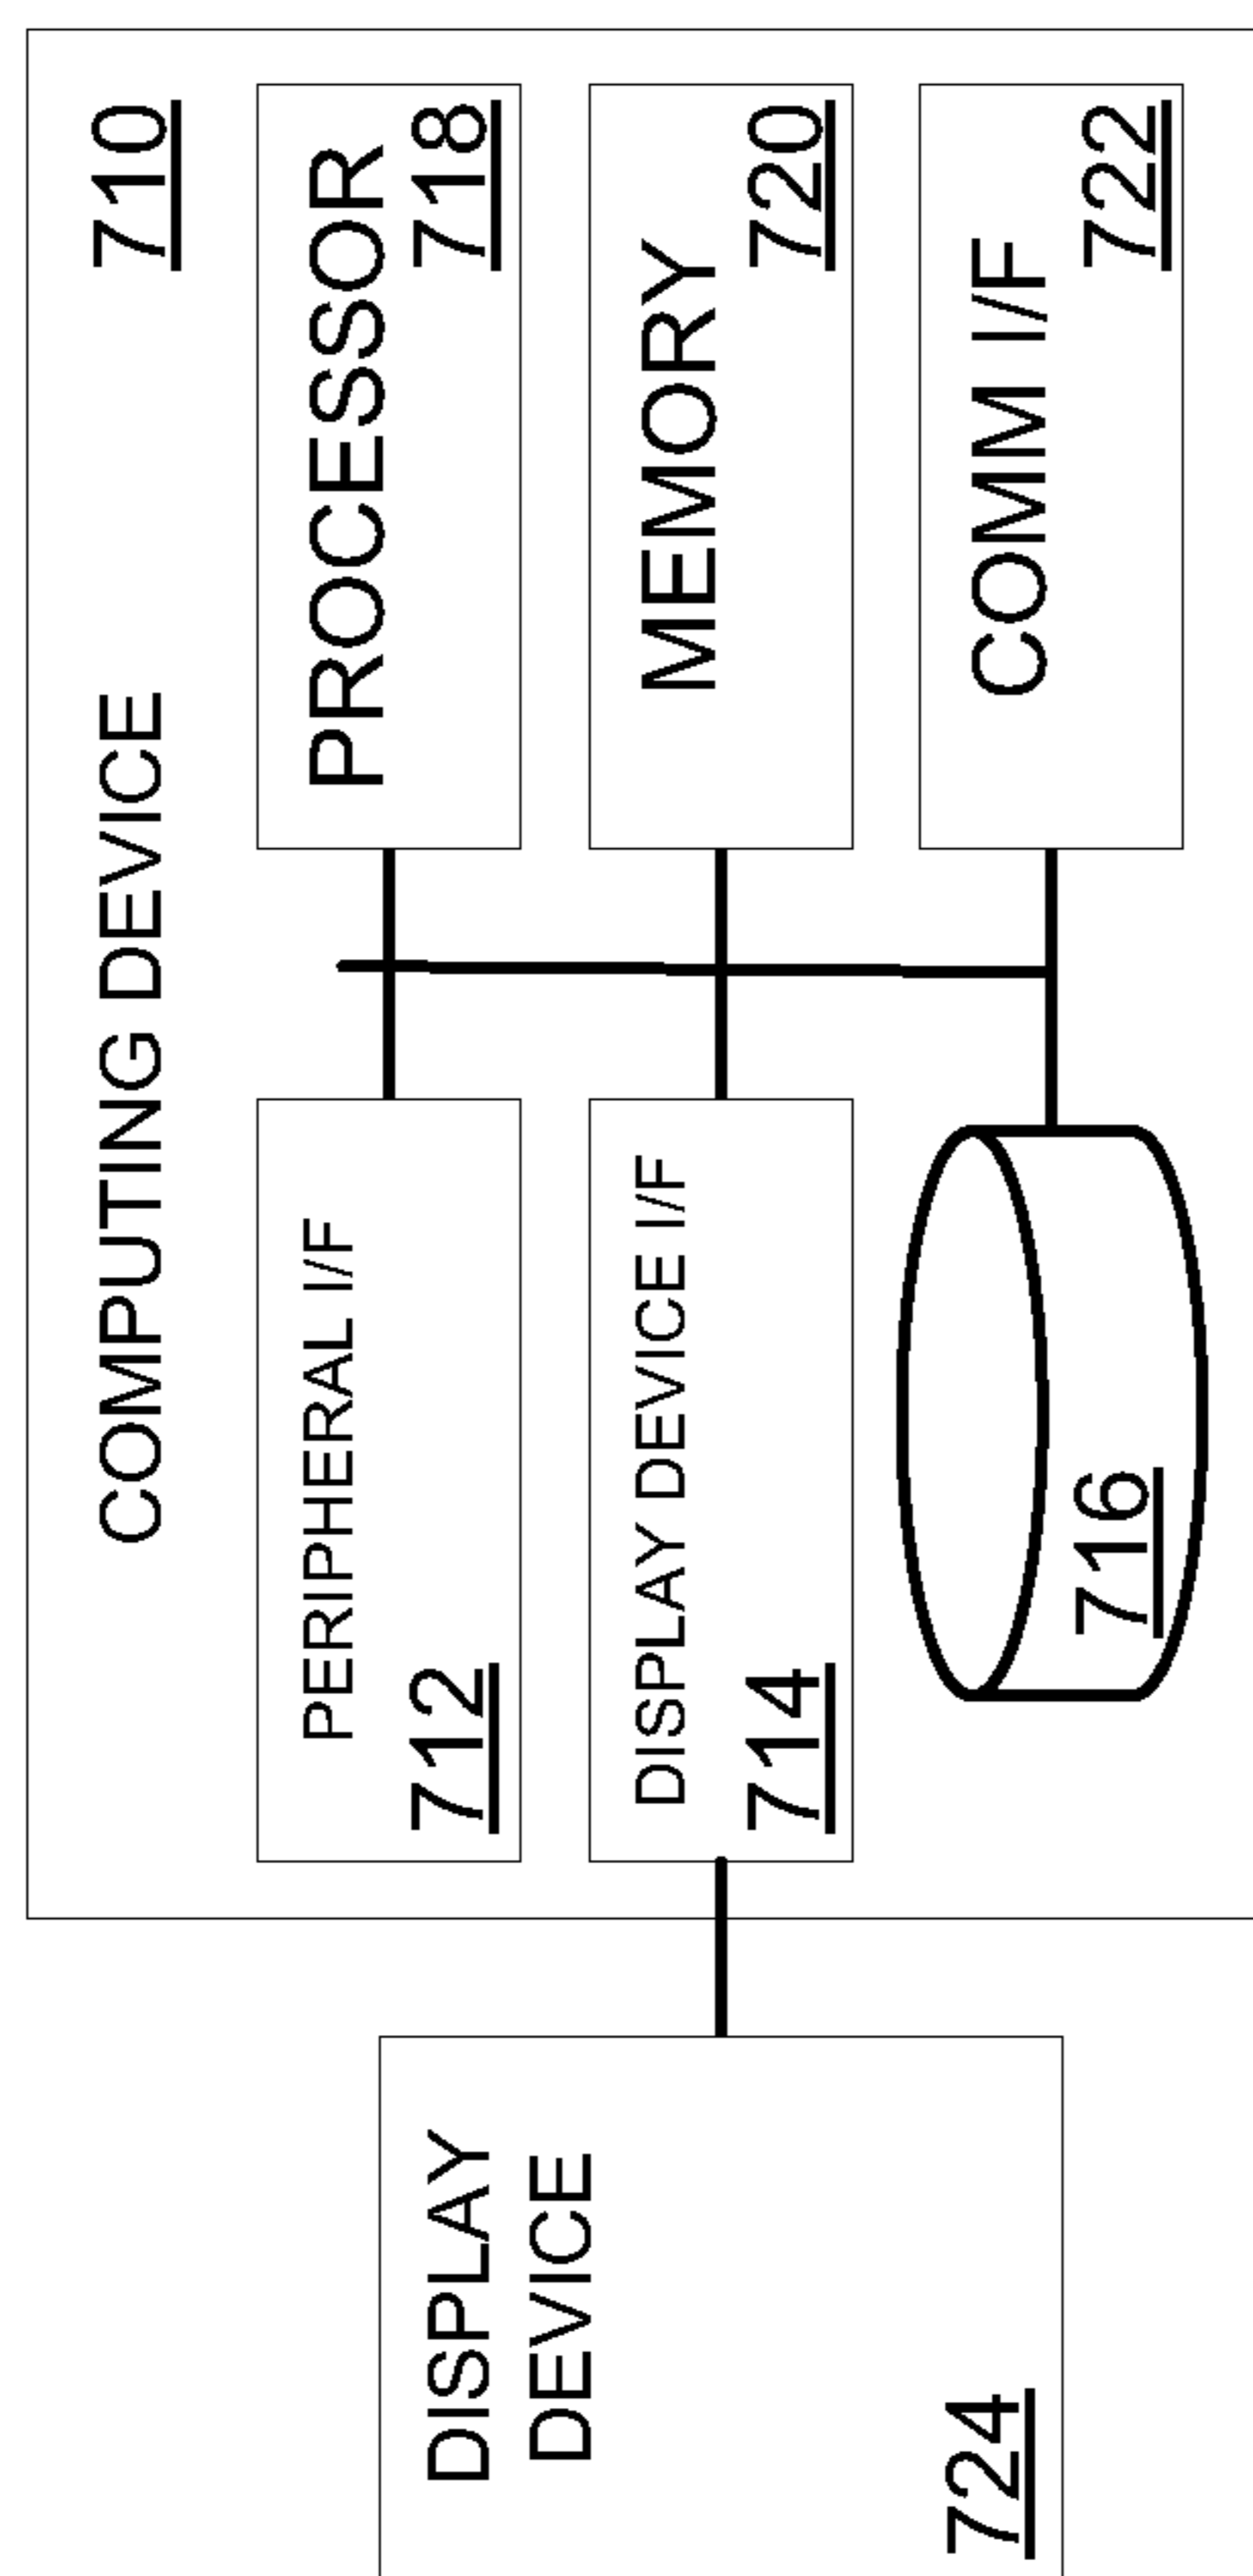 COMPUTING DEVICE
710
PERIPHERAL I/F
712
PROCESSOR
718
DISPLAY DEVICE I/F
714
MEMORY
720
716
COMM I/F
722
DISPLAY
DEVICE
724